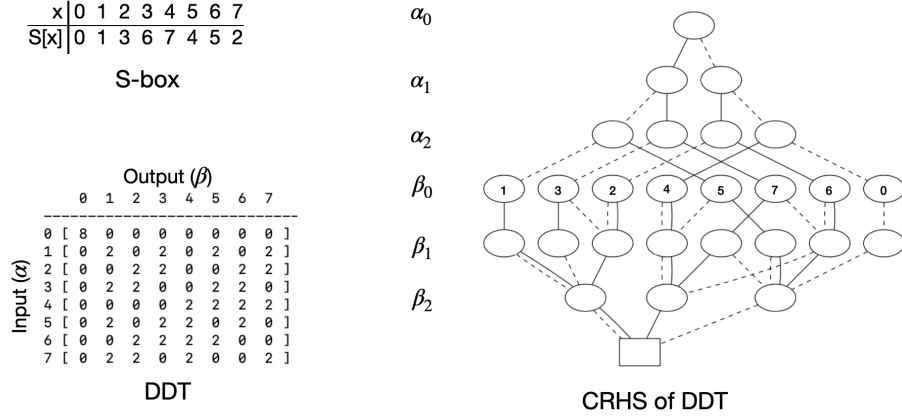 x 0 1 2 3 4 5 6 7
S[x] 0 1 3 6 7 4 5 2
S-box
Output (β)
0 1 2 3 4 5 6 7
Input (α)
0 [ 8 0 0 0 0 0 0 0 ]
1 [ 0 2 0 2 0 2 0 2 ]
2 [ 0 0 2 2 0 0 2 2 ]
3 [ 0 2 2 0 0 2 2 0 ]
4 [ 0 0 0 0 2 2 2 2 ]
5 [ 0 2 0 2 2 0 2 0 ]
6 [ 0 0 2 2 2 2 0 0 ]
7 [ 0 2 2 0 2 0 0 2 ]
DDT
α0
α1
α2
β0 1 3 2 4 5 7 6 0
β1
β2
CRHS of DDT